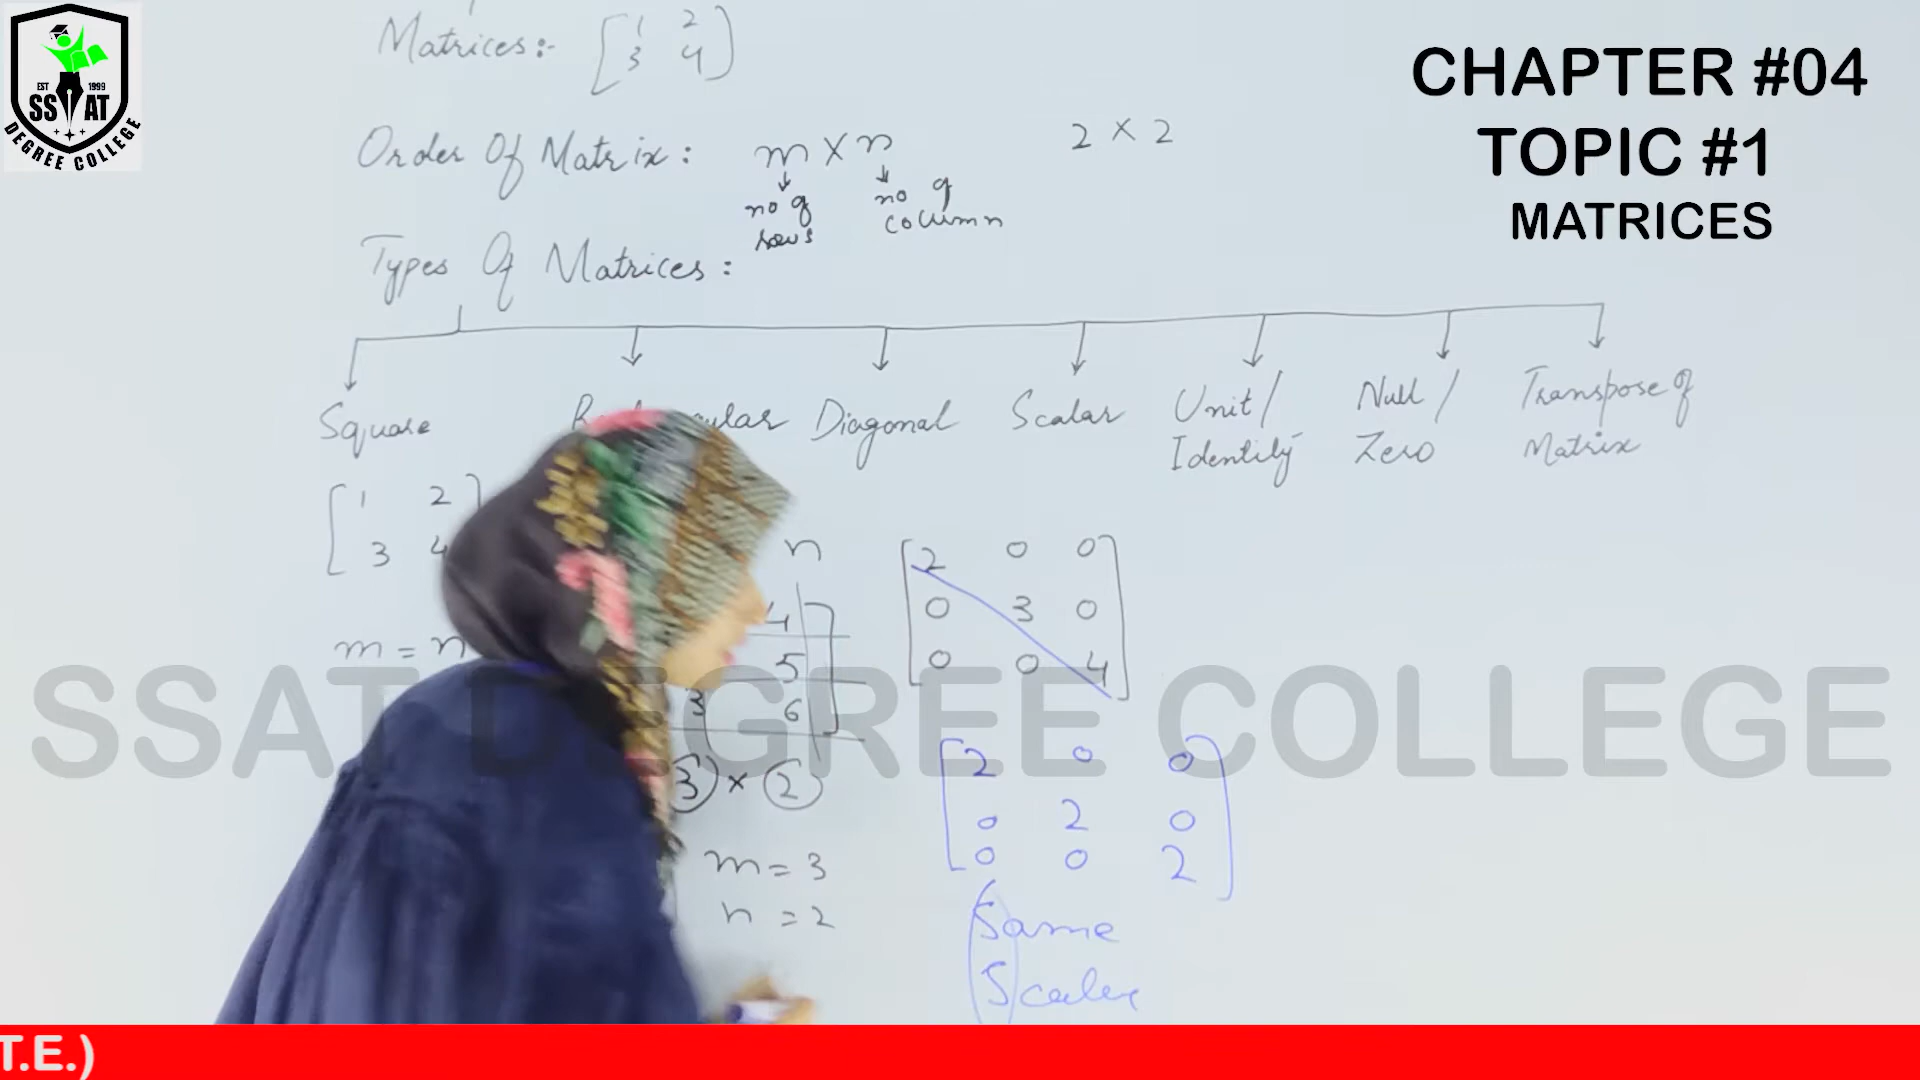 EST 1999
SSAT
DEGREE COLLEGE
CHAPTER #04
TOPIC #1
MATRICES
Matrices:- [1 2
3 4]
Order Of Matrix: m × n 2 × 2
no of rows
no of column
Types Of Matrices:
Square
Diagonal
Scalar
Unit/
Identity
Null/
Zero
Transpose of
Matrix
1 2
3 4
m = n
n
4
5
3 6
3 × 2
m = 3
n = 2
2 0 0
0 3 0
0 0 4
2 0 0
0 2 0
0 0 2
Same
Scaler
SSAT DEGREE COLLEGE
T.E.)